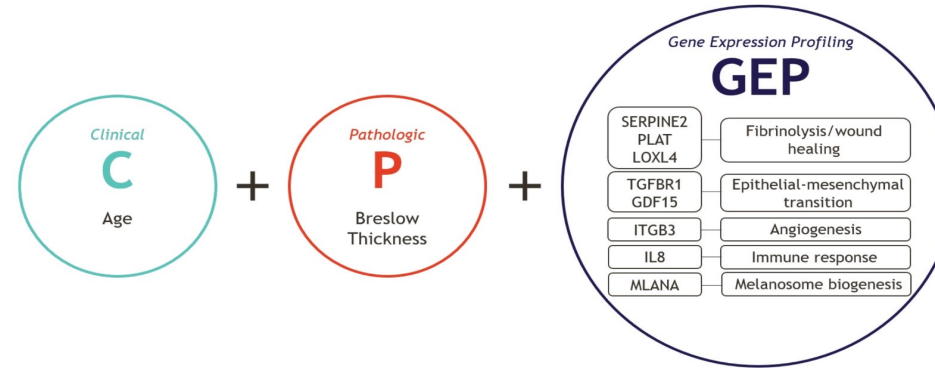 Clinical
C
Age
+
Pathologic
P
Breslow
Thickness
+
Gene Expression Profiling
GEP
SERPINE2
PLAT
LOXL4
Fibrinolysis/wound
healing
TGFBR1
GDF15
Epithelial-mesenchymal
transition
ITGB3
Angiogenesis
IL8
Immune response
MLANA
Melanosome biogenesis